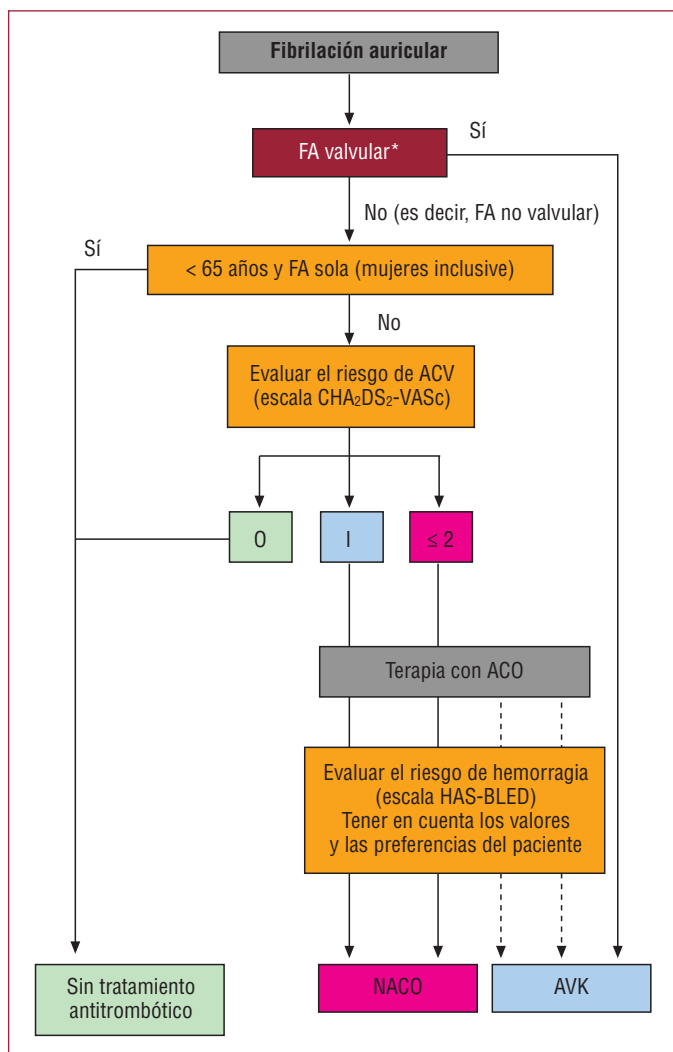 Fibrilación auricular
Sí
FA valvular*
No (es decir, FA no valvular)
Sí
< 65 años y FA sola (mujeres inclusive)
No
Evaluar el riesgo de ACV
(escala CHA₂DS₂-VASc)
O
I
≤ 2
Terapia con ACO
Evaluar el riesgo de hemorragia
(escala HAS-BLED)
Tener en cuenta los valores
y las preferencias del paciente
Sin tratamiento
antitrombótico
NACO
AVK